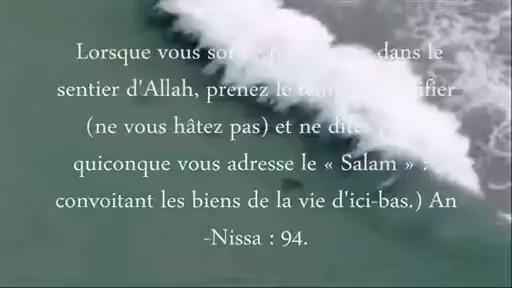 Lorsque vous dans le
sentier d'Allah, prenez le
(ne vous hâtez pas) et ne
quiconque vous adresse le « Salam » :
convoitant les biens de la vie d'ici-bas.) An
-Nissa : 94.